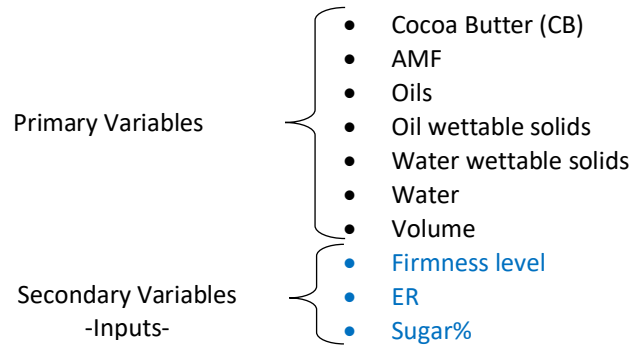 Primary Variables
• Cocoa Butter (CB)
• AMF
• Oils
• Oil wettable solids
• Water wettable solids
• Water
• Volume
Secondary Variables
-Inputs-
• Firmness level
• ER
• Sugar%